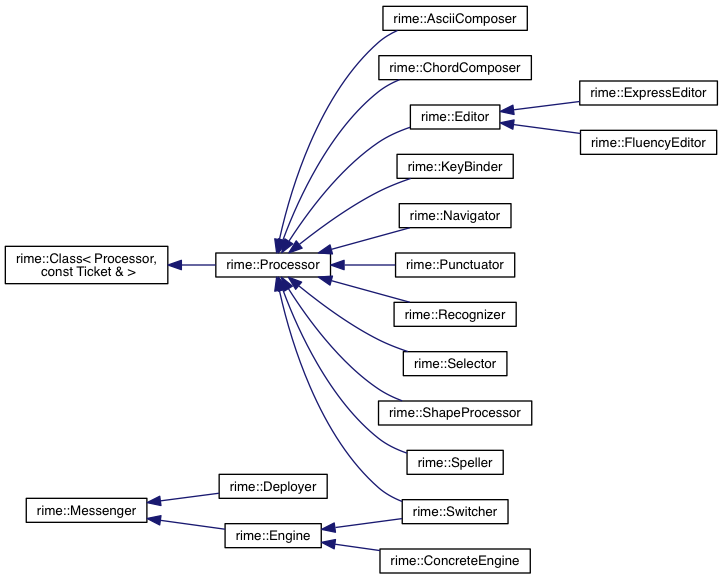 rime::AsciiComposer
rime::ChordComposer
rime::ExpressEditor
rime::Editor
rime::FluencyEditor
rime::KeyBinder
rime::Navigator
rime::Class< Processor,
const Ticket & >
rime::Processor
rime::Punctuator
rime::Recognizer
rime::Selector
rime::ShapeProcessor
rime::Speller
rime::Deployer
rime::Messenger
rime::Switcher
rime::Engine
rime::ConcreteEngine